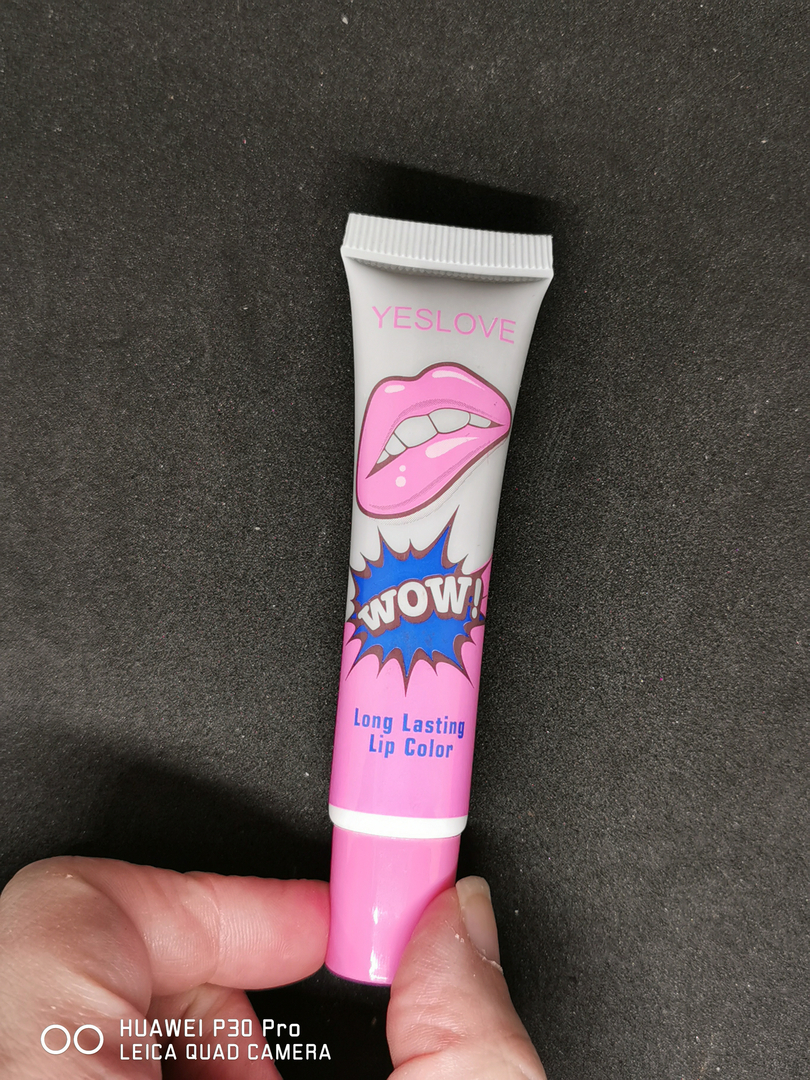 YESLOVE
WOW!
Long Lasting
Lip Color
HUAWEI P30 Pro
LEICA QUAD CAMERA